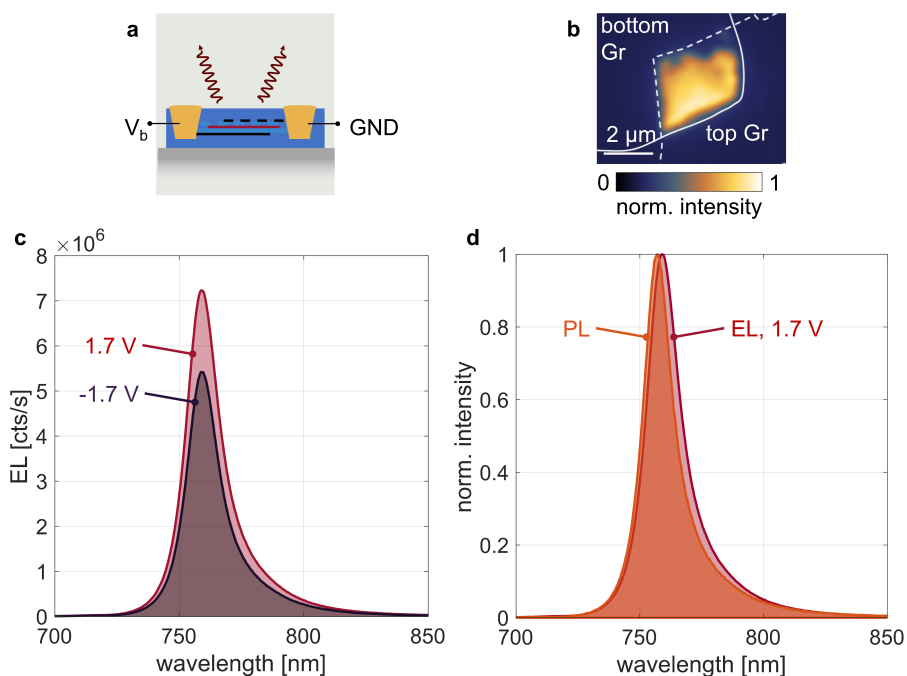 a
V_b
GND
b
bottom
Gr
2 μm
top Gr
0
1
norm. intensity
c
×10^6
8
7
6
5
4
3
2
1
0
EL [cts/s]
1.7 V
-1.7 V
700
750
800
850
wavelength [nm]
d
1
0.8
0.6
0.4
0.2
0
norm. intensity
PL
EL, 1.7 V
700
750
800
850
wavelength [nm]